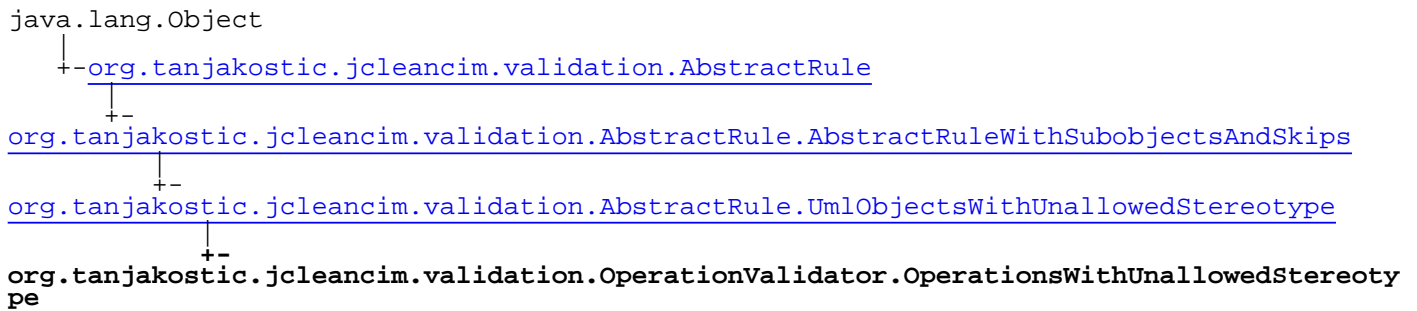 java.lang.Object
|
+-org.tanjakostic.jcleancim.validation.AbstractRule
|
+-
org.tanjakostic.jcleancim.validation.AbstractRule.AbstractRuleWithSubobjectsAndSkips
|
+-
org.tanjakostic.jcleancim.validation.AbstractRule.UmlObjectsWithUnallowedStereotype
|
+-
org.tanjakostic.jcleancim.validation.OperationValidator.OperationsWithUnallowedStereoty
pe